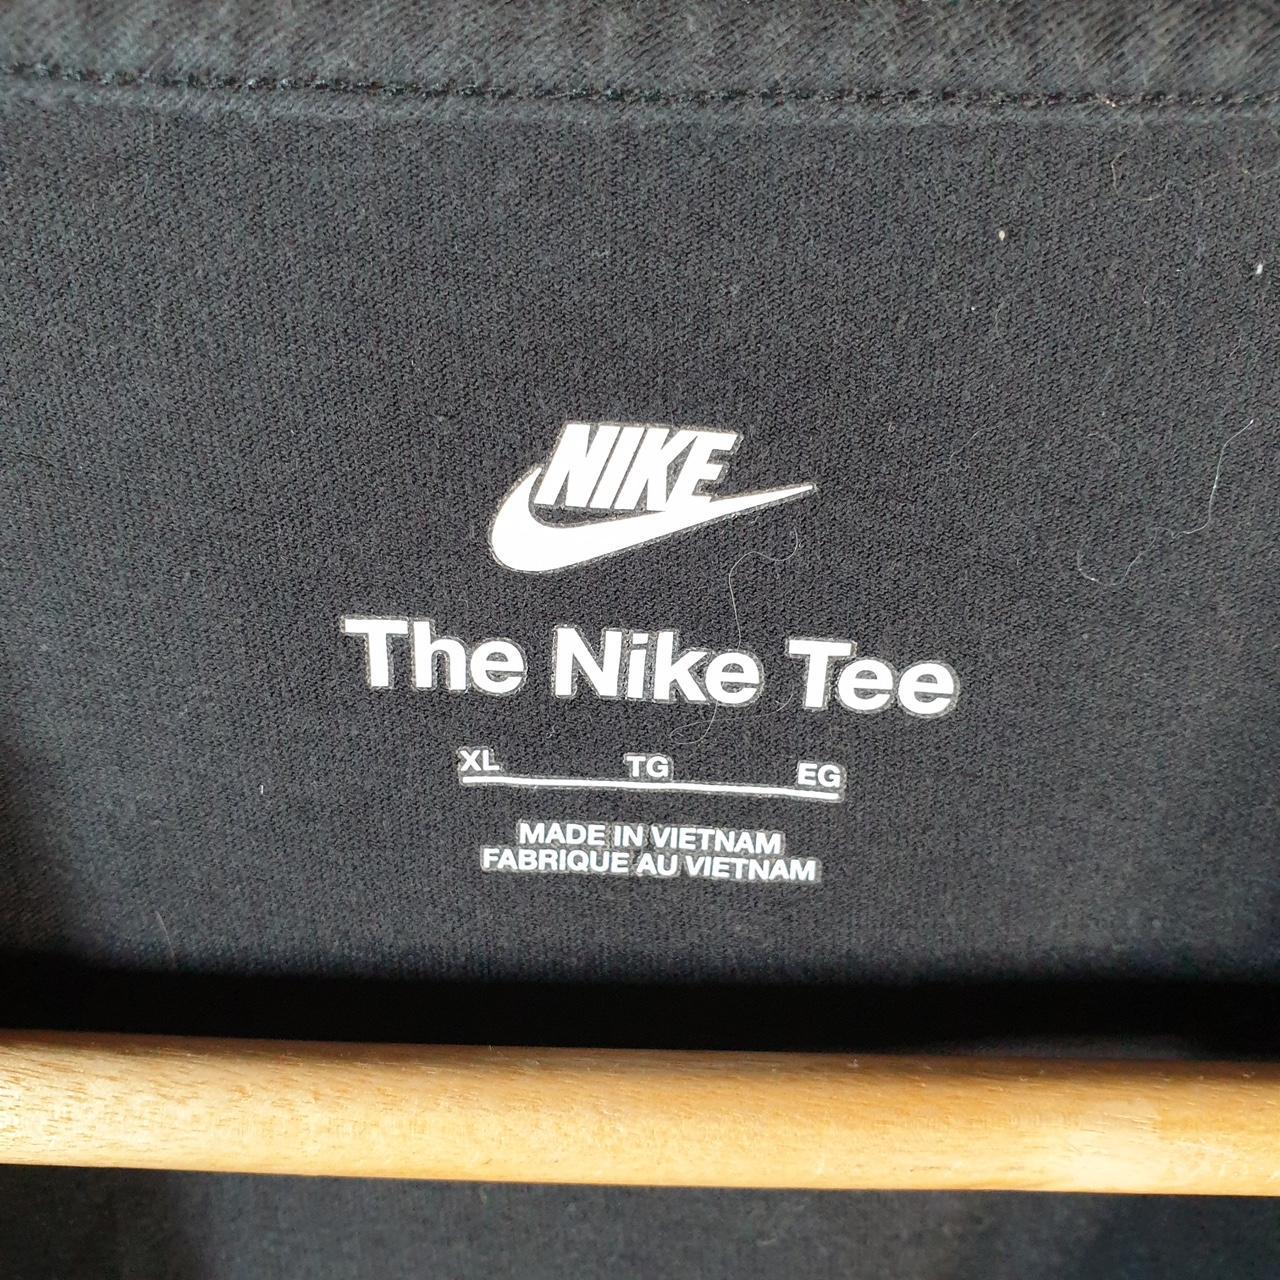 NIKE
The Nike Tee
XL TG EG
MADE IN VIETNAM
FABRIQUE AU VIETNAM